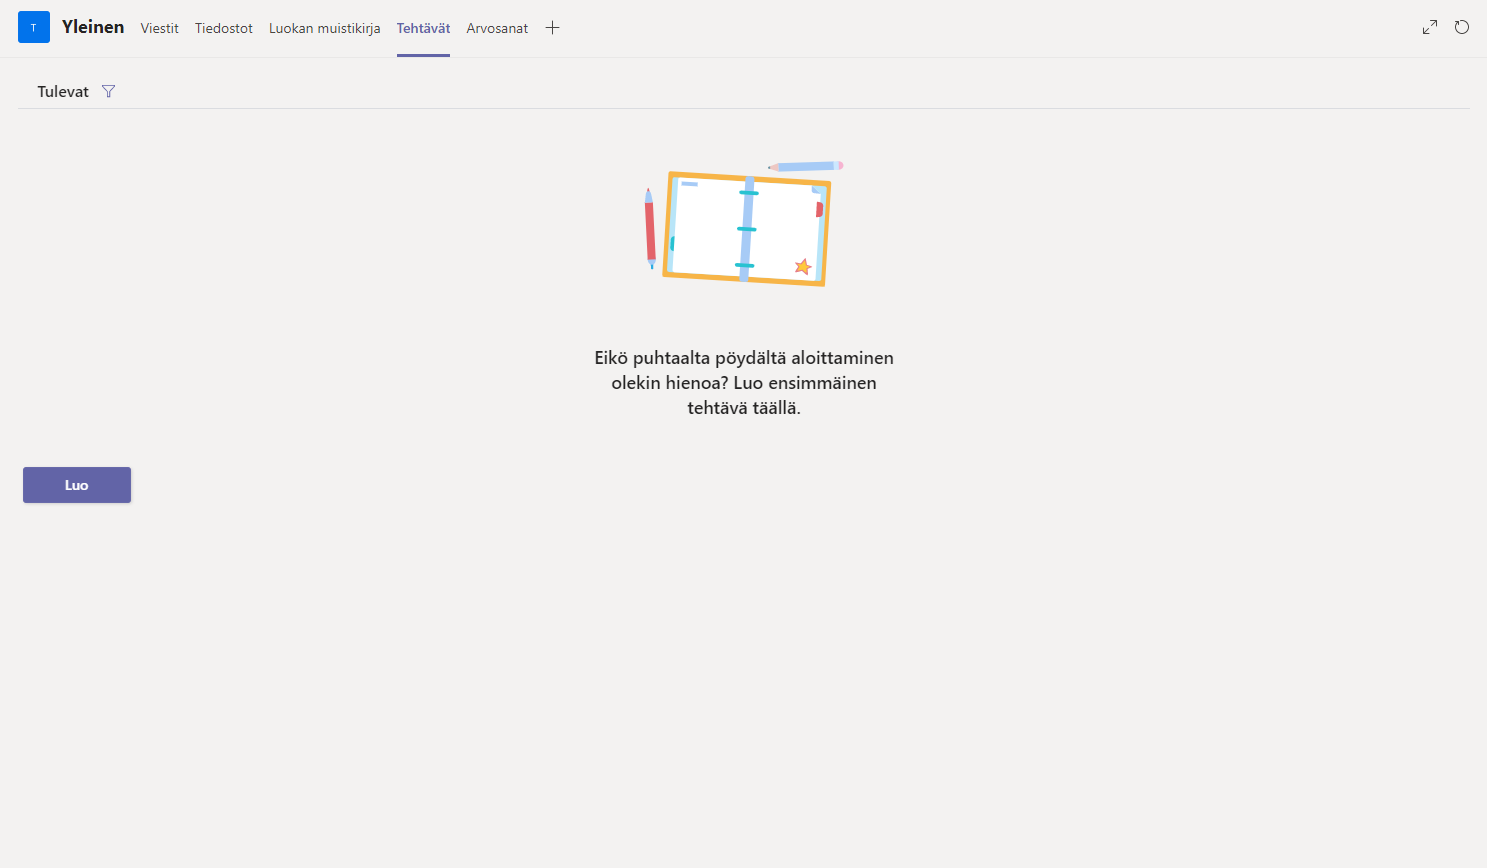 T Yleinen Viestit Tiedostot Luokan muistikirja Tehtävät Arvosanat
Tulevat
Eikö puhtaalta pöydältä aloittaminen
olekin hienoa? Luo ensimmäinen
tehtävä täällä.
Luo